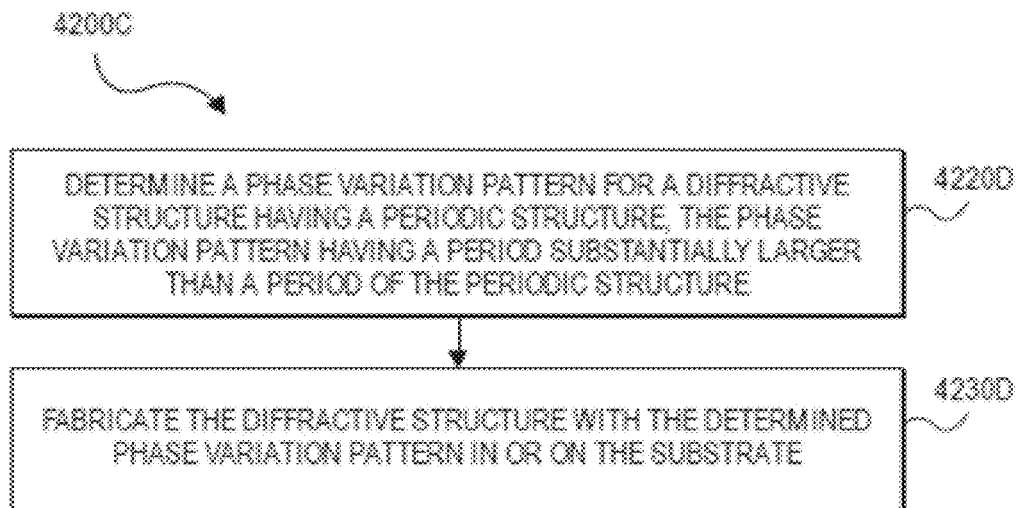 4200C
DETERMINE A PHASE VARIATION PATTERN FOR A DIFFRACTIVE
STRUCTURE HAVING A PERIODIC STRUCTURE, THE PHASE
VARIATION PATTERN HAVING A PERIOD SUBSTANTIALLY LARGER
THAN A PERIOD OF THE PERIODIC STRUCTURE
4220D
FABRICATE THE DIFFRACTIVE STRUCTURE WITH THE DETERMINED
PHASE VARIATION PATTERN IN OR ON THE SUBSTRATE
4230D